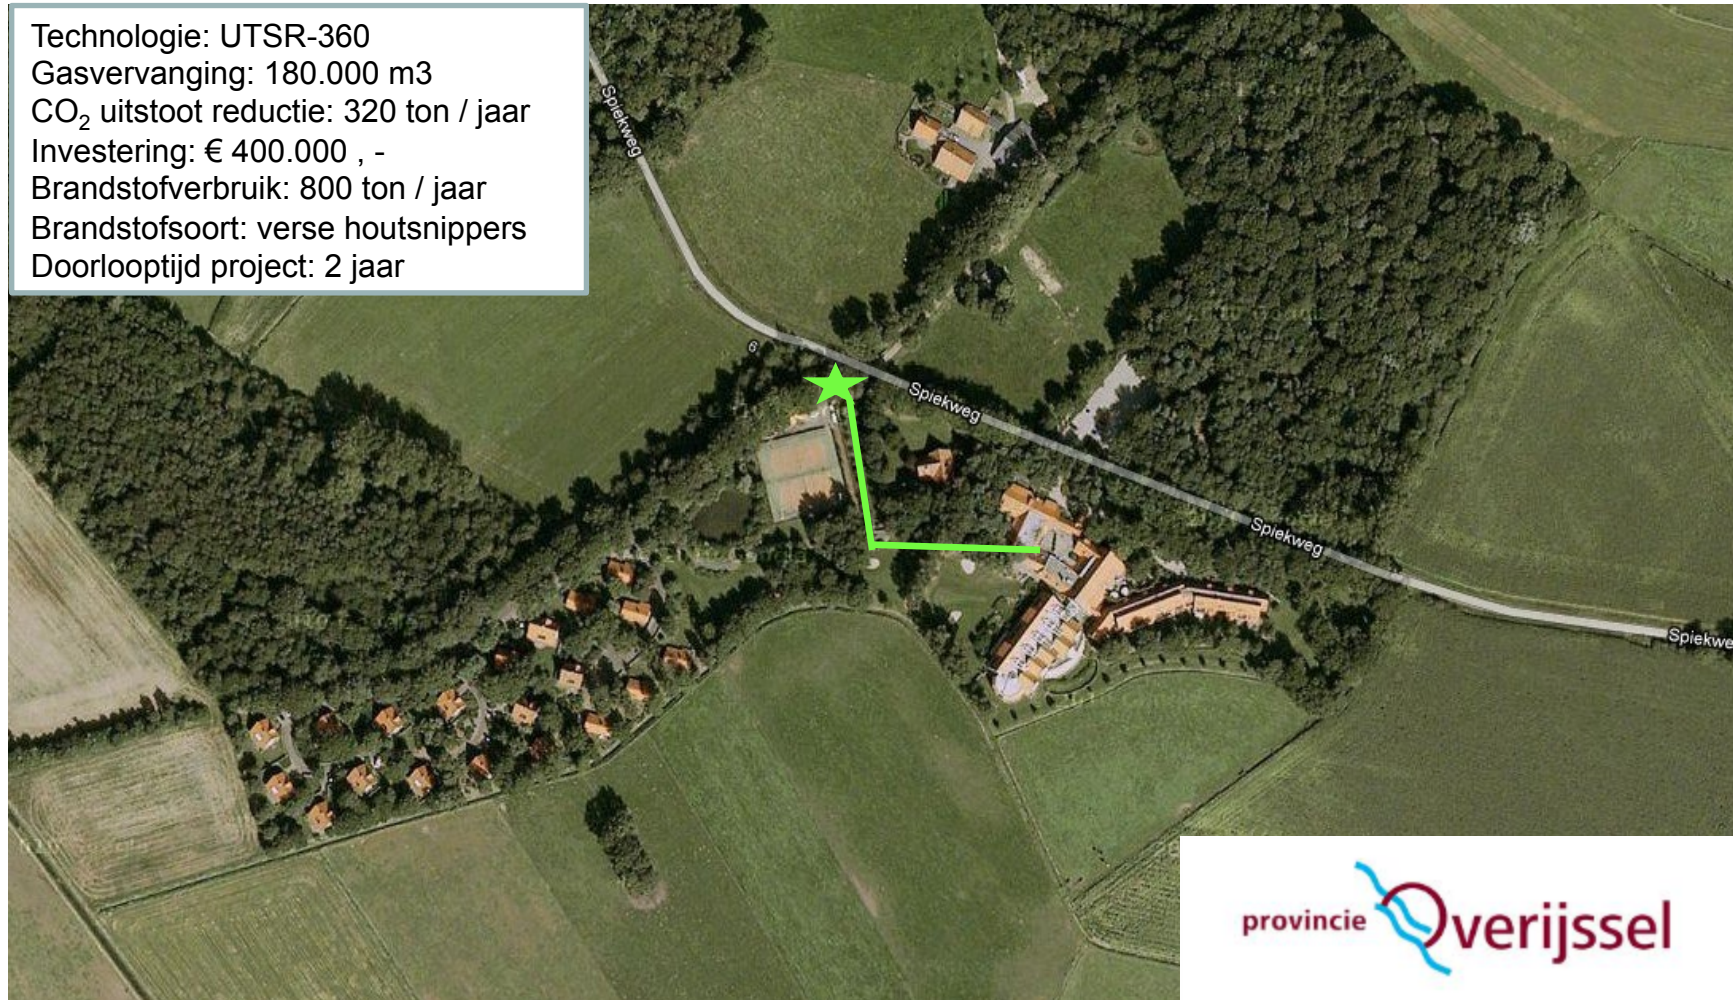 Technologie: UTSR-360
Gasvervanging: 180.000 m3
CO2 uitstoot reductie: 320 ton / jaar
Investering: € 400.000 , -
Brandstofverbruik: 800 ton / jaar
Brandstofsoort: verse houtsnippers
Doorlooptijd project: 2 jaar
Spiekweg
6
Spiekweg
Spiekweg
Spiekwe
provincie Overijssel